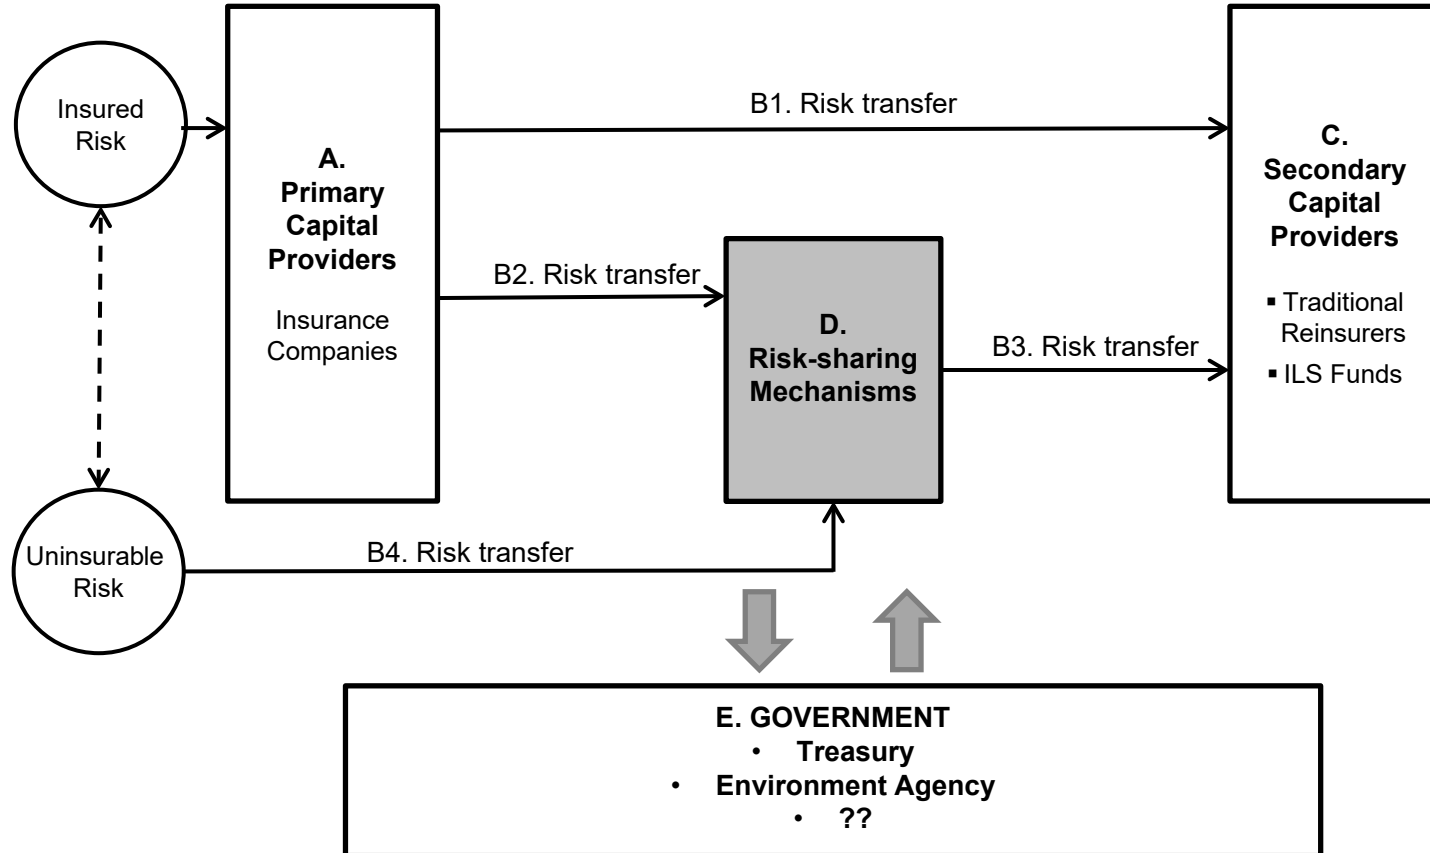 Insured
Risk
A.
Primary
Capital
Providers
Insurance
Companies
B1. Risk transfer
B2. Risk transfer
D.
Risk-sharing
Mechanisms
B3. Risk transfer
C.
Secondary
Capital
Providers
▪ Traditional
Reinsurers
▪ ILS Funds
Uninsurable
Risk
B4. Risk transfer
E. GOVERNMENT
• Treasury
• Environment Agency
• ??